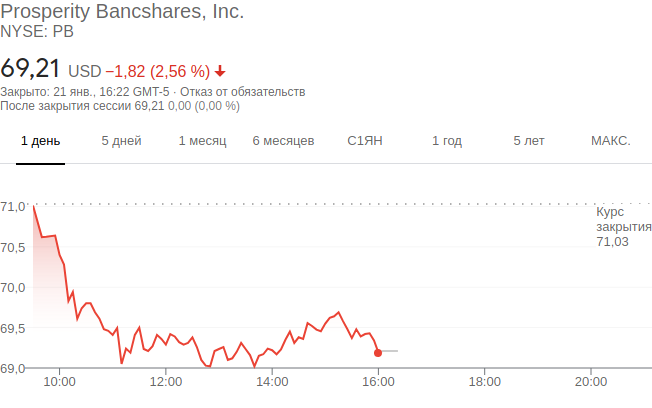 Prosperity Bancshares, Inc.
NYSE: PB
69,21 USD −1,82 (2,56 %)
Закрыто: 21 янв., 16:22 GMT-5 · Отказ от обязательств
После закрытия сессии 69,21 0,00 (0,00 %)
1 день 5 дней 1 месяц 6 месяцев С1ЯН 1 год 5 лет МАКС.
71,0
Курс
закрытия
71,03
70,5
70,0
69,5
69,0
10:00 12:00 14:00 16:00 18:00 20:00